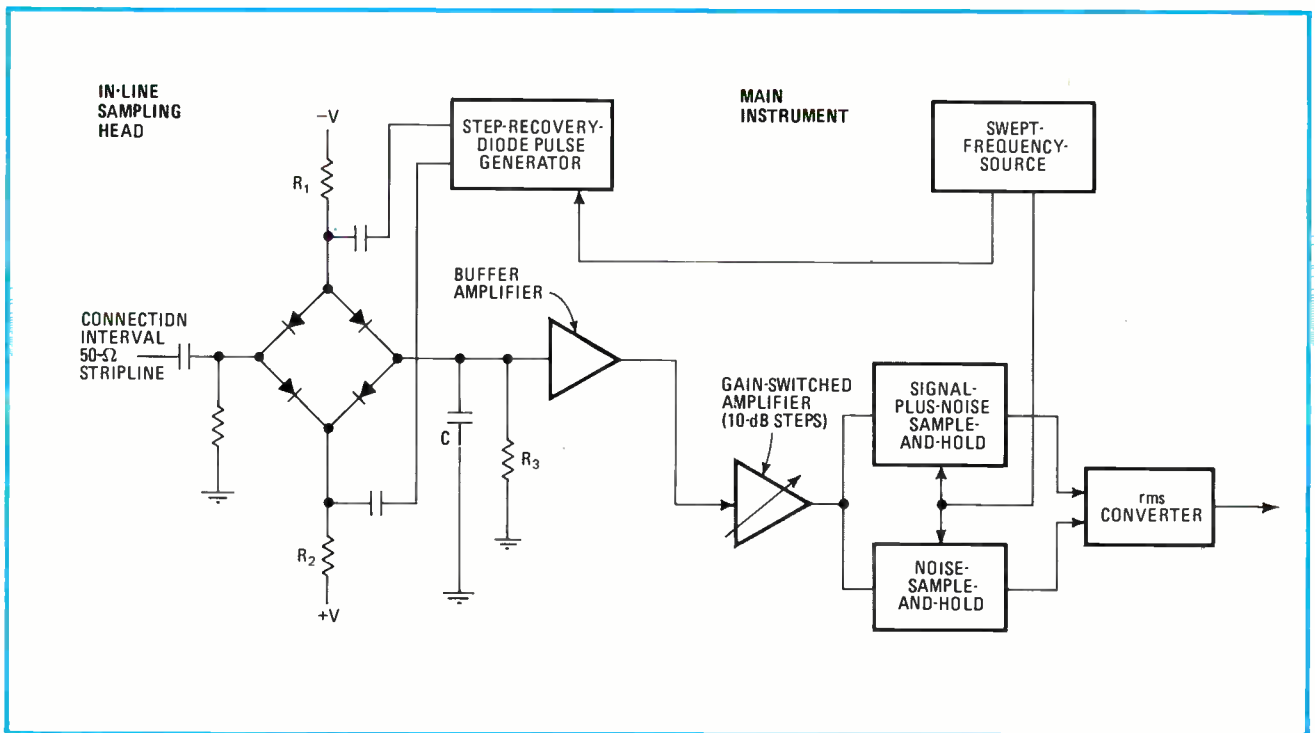 IN-LINE
SAMPLING
HEAD
−V
R₁
STEP-RECOVERY-
DIODE PULSE
GENERATOR
MAIN
INSTRUMENT
SWEPT-
FREQUENCY-
SOURCE
BUFFER
AMPLIFIER
CONNECTION
INTERVAL
50-Ω
STRIPLINE
C
R₃
GAIN-SWITCHED
AMPLIFIER
(10-dB STEPS)
SIGNAL-
PLUS-NOISE
SAMPLE-
AND-HOLD
rms
CONVERTER
R₂
+V
NOISE-
SAMPLE-
AND-HOLD